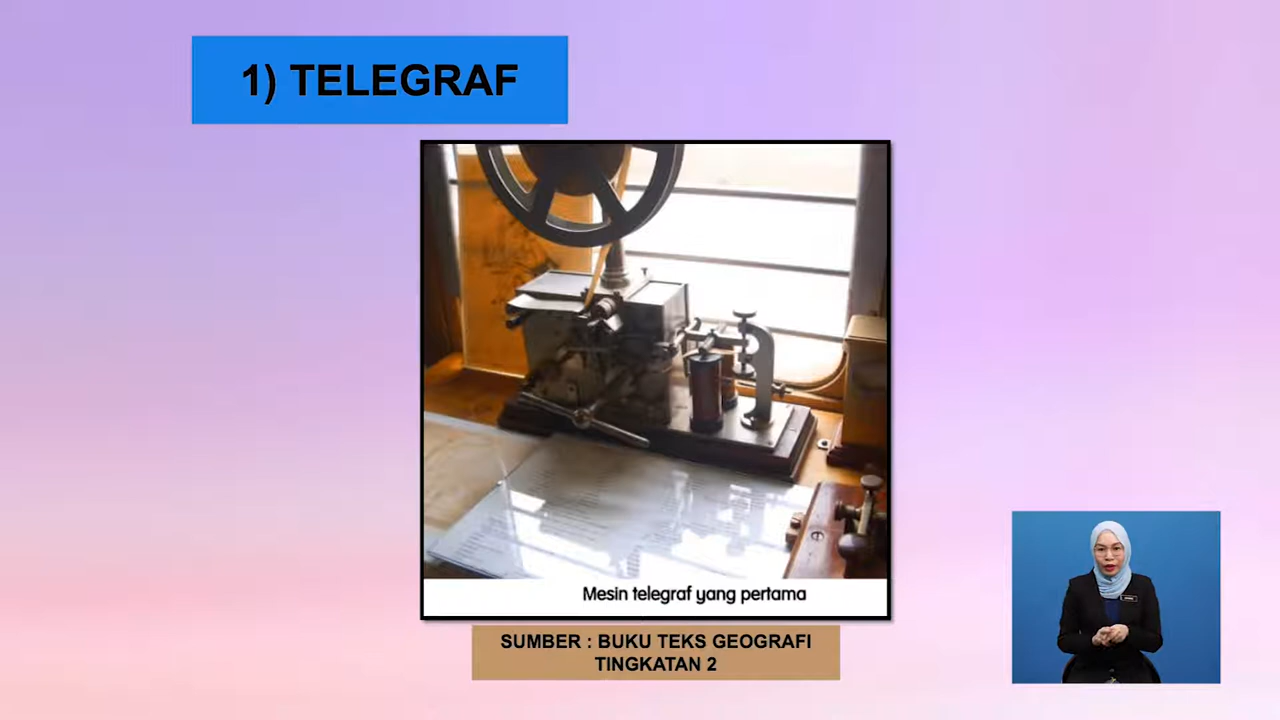 1) TELEGRAF
Mesin telegraf yang pertama
SUMBER : BUKU TEKS GEOGRAFI
TINGKATAN 2